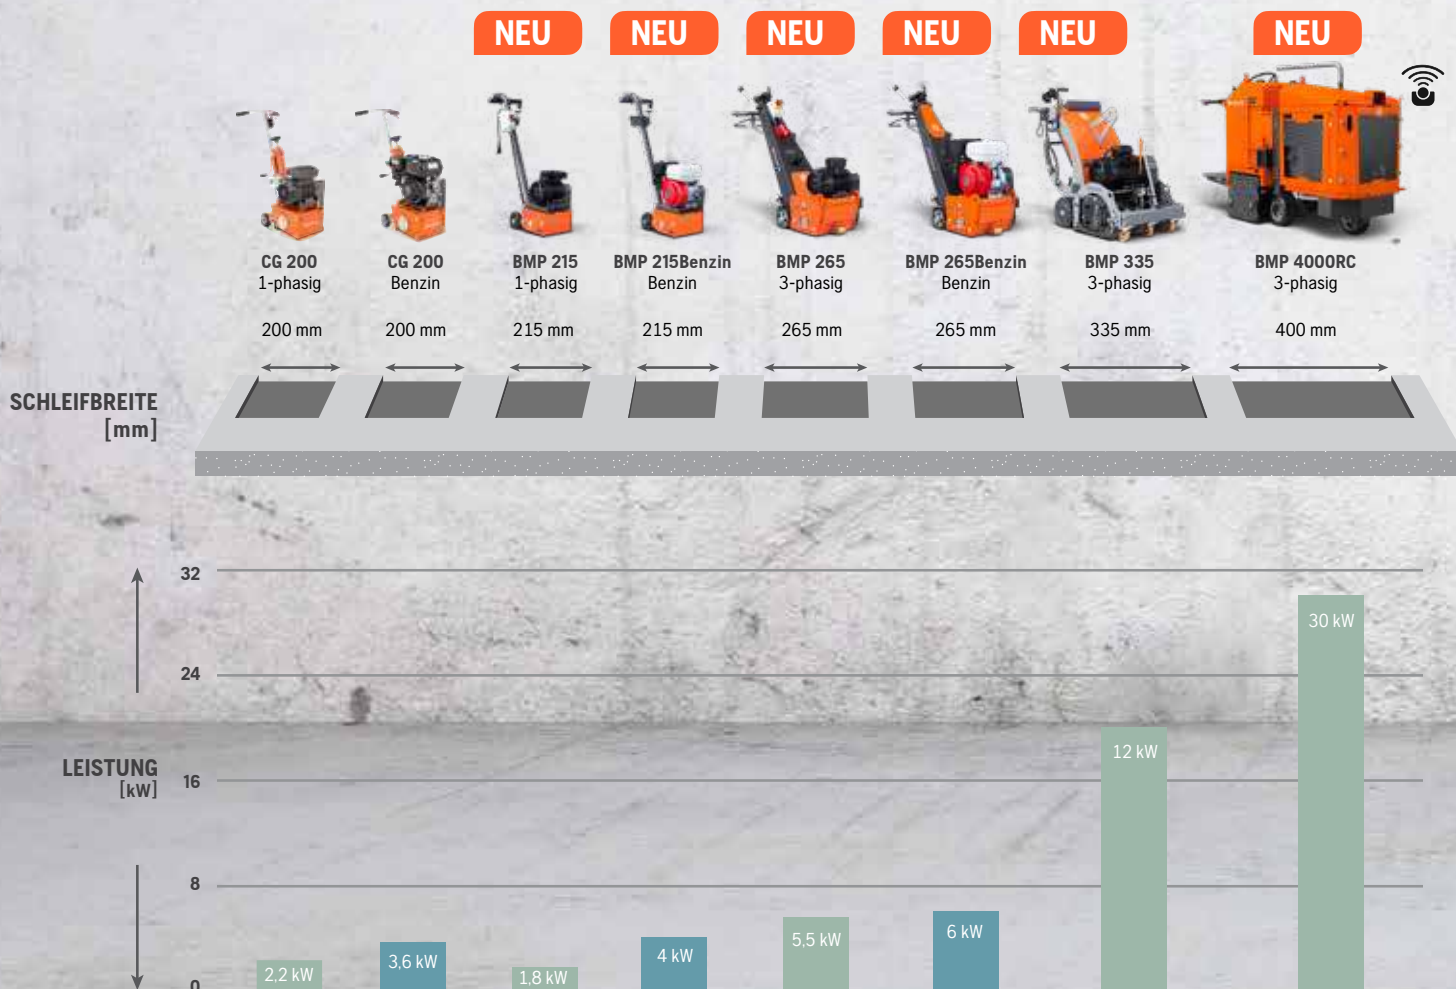 NEU NEU NEU NEU NEU NEU
CG 200 CG 200 BMP 215 BMP 215Benzin BMP 265 BMP 265Benzin BMP 335 BMP 4000RC
1-phasig Benzin 1-phasig Benzin 3-phasig Benzin 3-phasig 3-phasig
200 mm 200 mm 215 mm 215 mm 265 mm 265 mm 335 mm 400 mm
SCHLEIFBREITE
[mm]
32
30 kW
24
12 kW
LEISTUNG
[kW]
16
8
6 kW
5,5 kW
4 kW
3,6 kW
2,2 kW
1,8 kW
0